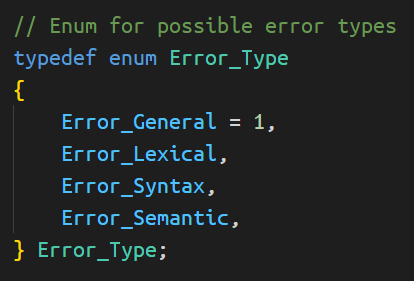 // Enum for possible error types
typedef enum Error_Type
{
    Error_General = 1,
    Error_Lexical,
    Error_Syntax,
    Error_Semantic,
} Error_Type;